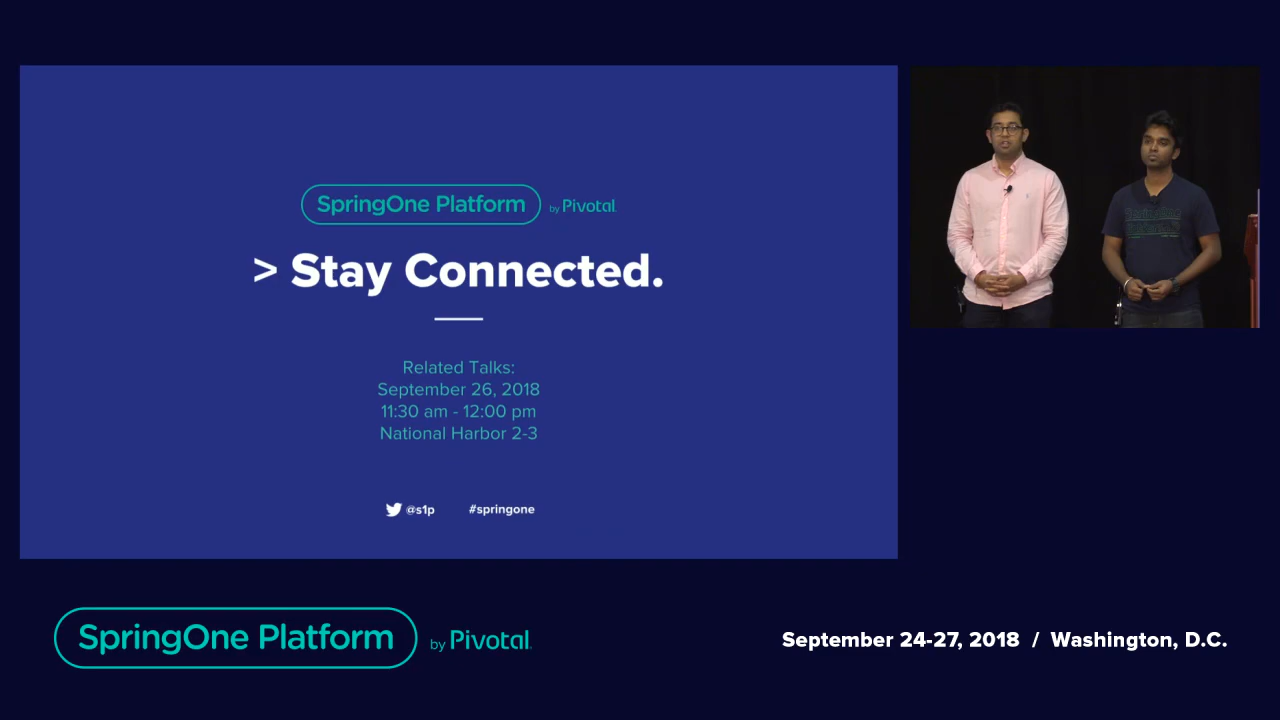 SpringOne Platform by Pivotal
> Stay Connected.
Related Talks:
September 26, 2018
11:30 am - 12:00 pm
National Harbor 2-3
@s1p #springone
SpringOne Platform by Pivotal
September 24-27, 2018 / Washington, D.C.